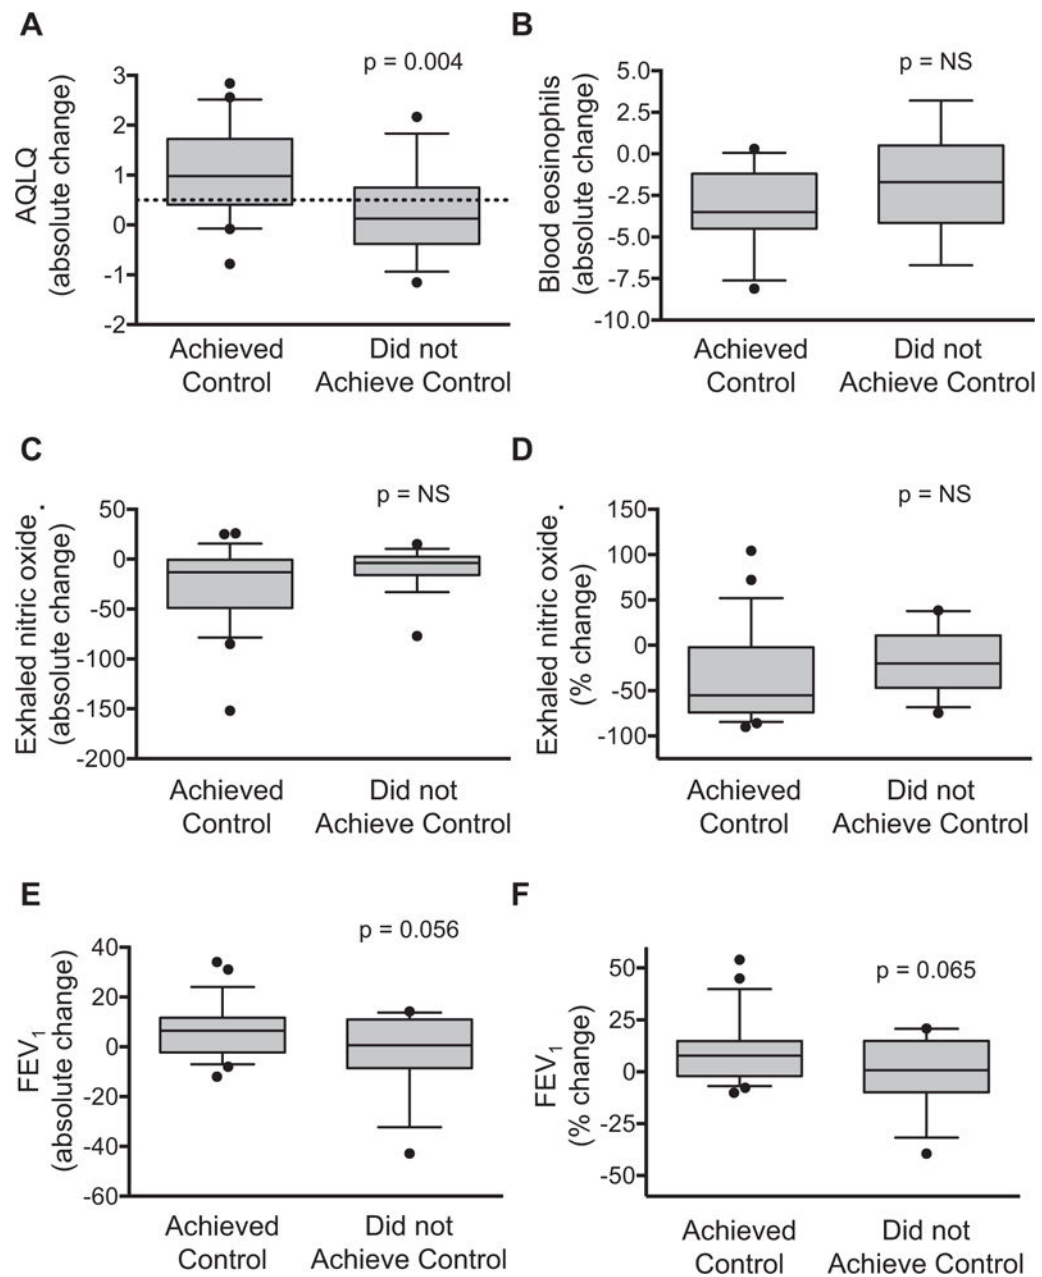 A
p = 0.004
AQLQ
(absolute change)
3
2
1
0
-1
-2
Achieved
Control
Did not
Achieve Control
B
p = NS
Blood eosinophils
(absolute change)
5.0
2.5
0.0
-2.5
-5.0
-7.5
-10.0
Achieved
Control
Did not
Achieve Control
C
p = NS
Exhaled nitric oxide.
(absolute change)
50
0
-50
-100
-150
-200
Achieved
Control
Did not
Achieve Control
D
p = NS
Exhaled nitric oxide.
(% change)
150
100
50
0
-50
-100
Achieved
Control
Did not
Achieve Control
E
p = 0.056
FEV₁
(absolute change)
40
20
0
-20
-40
-60
Achieved
Control
Did not
Achieve Control
F
p = 0.065
FEV₁
(% change)
50
25
0
-25
-50
Achieved
Control
Did not
Achieve Control